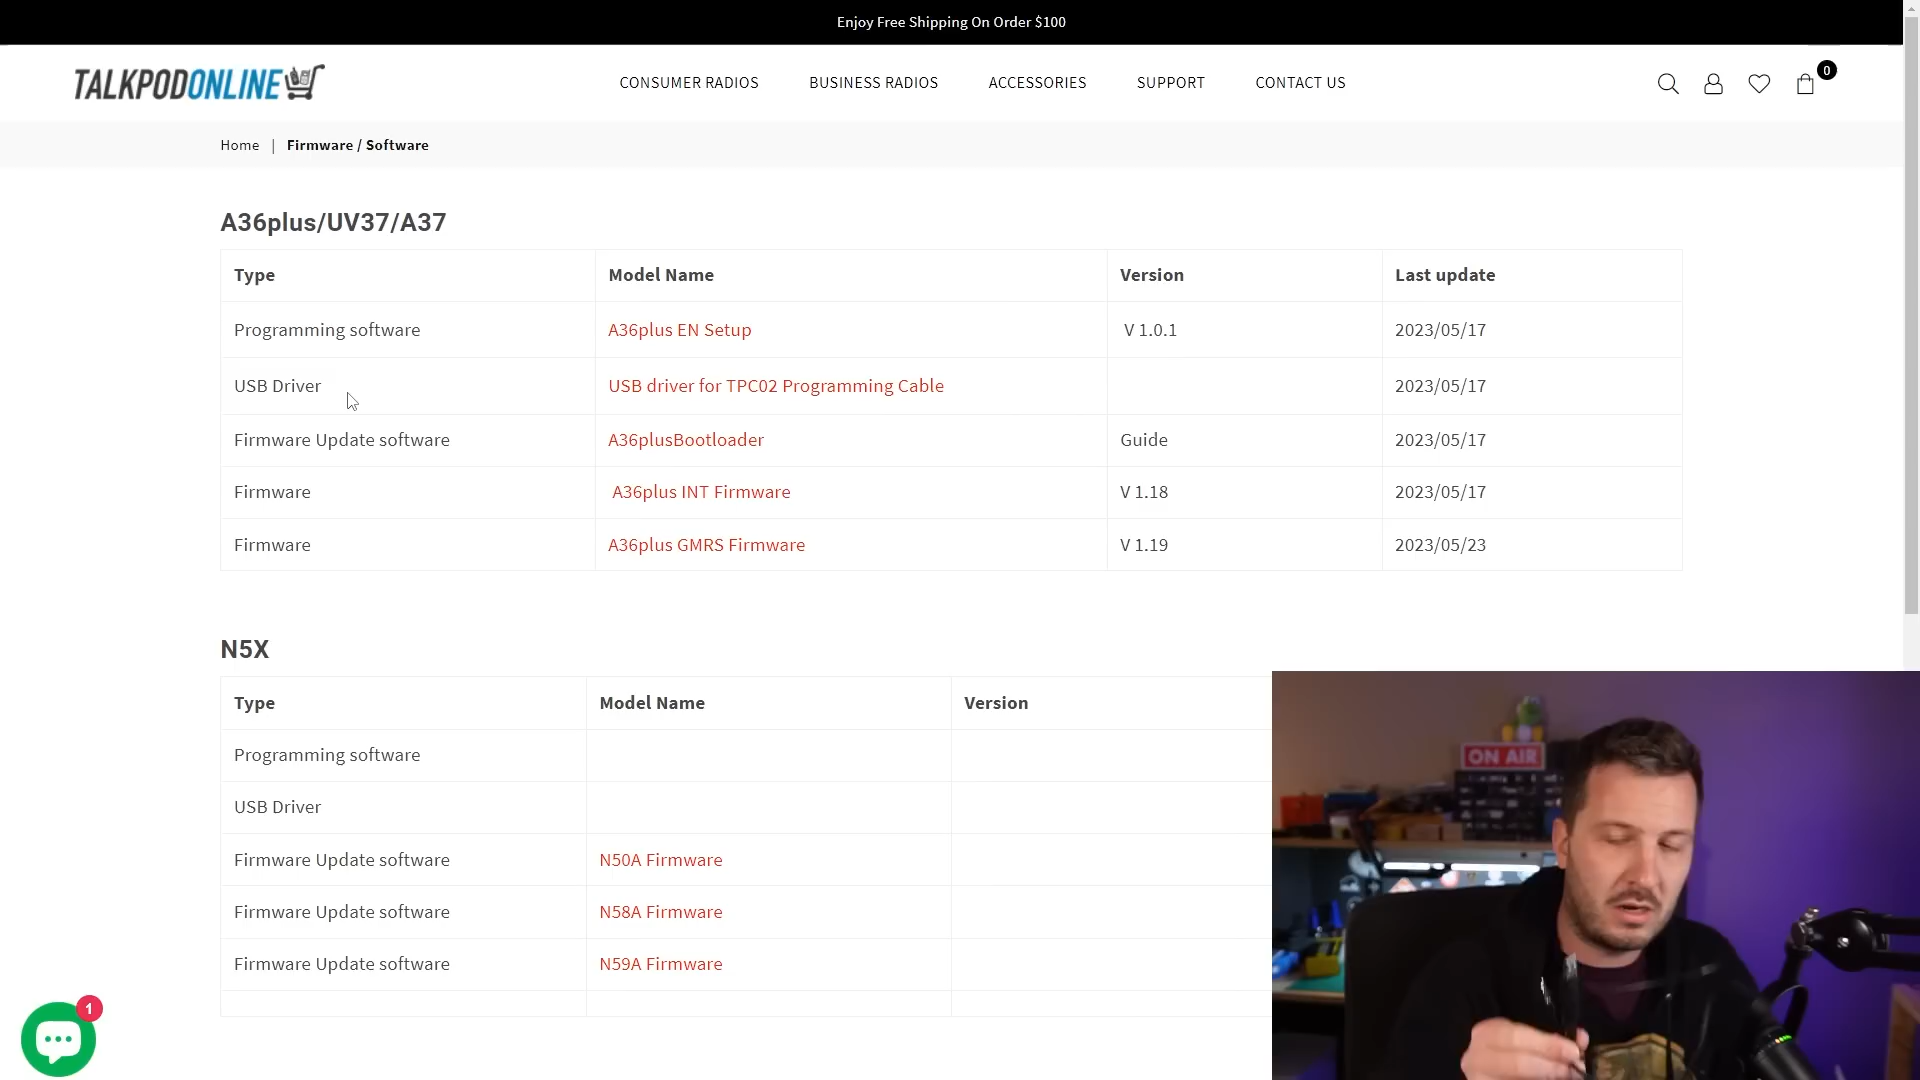 Enjoy Free Shipping On Order $100
TALKPODONLINE
CONSUMER RADIOS BUSINESS RADIOS ACCESSORIES SUPPORT CONTACT US
0
Home | Firmware / Software
A36plus/UV37/A37
Type Model Name Version Last update
Programming software A36plus EN Setup V 1.0.1 2023/05/17
USB Driver USB driver for TPC02 Programming Cable 2023/05/17
Firmware Update software A36plusBootloader Guide 2023/05/17
Firmware A36plus INT Firmware V 1.18 2023/05/17
Firmware A36plus GMRS Firmware V 1.19 2023/05/23
N5X
Type Model Name Version
Programming software
USB Driver
Firmware Update software N50A Firmware
Firmware Update software N58A Firmware
Firmware Update software N59A Firmware
1
ON AIR